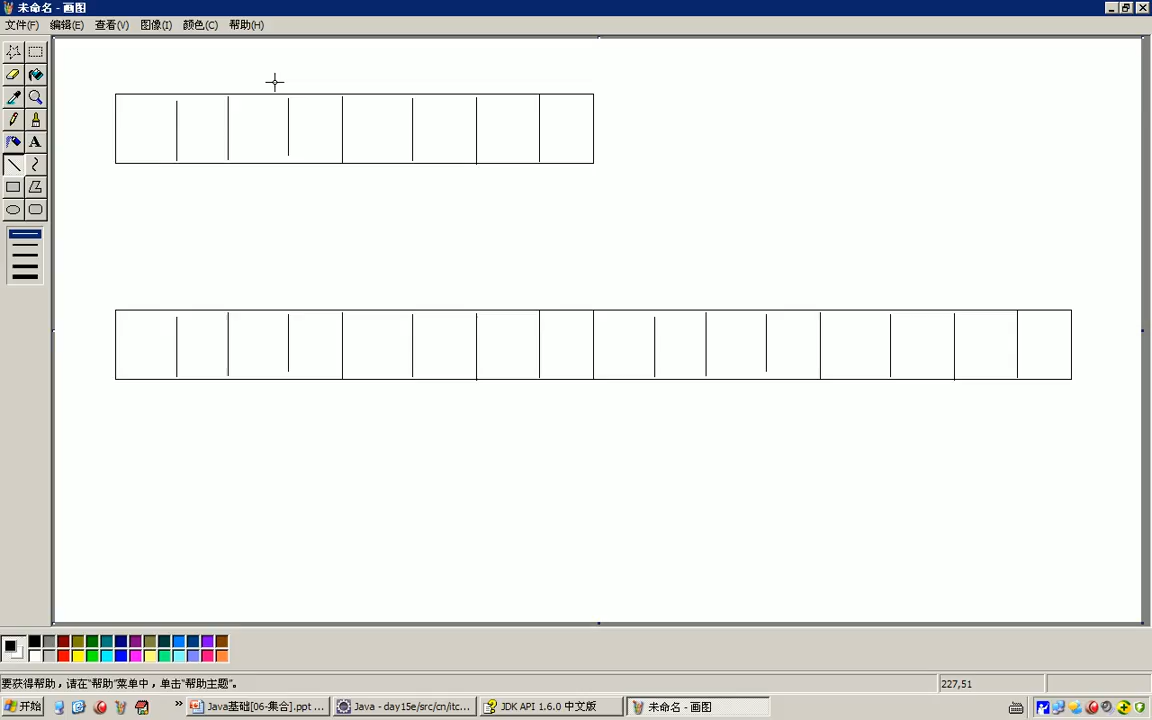 未命名 - 画图
文件(F) 编辑(E) 查看(V) 图像(I) 颜色(C) 帮助(H)
A
要获得帮助，请在“帮助”菜单中，单击“帮助主题”。
227,51
开始 » Java基础[06-集合].ppt ... Java - day15e/src/cn/itc... JDK API 1.6.0 中文版 未命名 - 画图